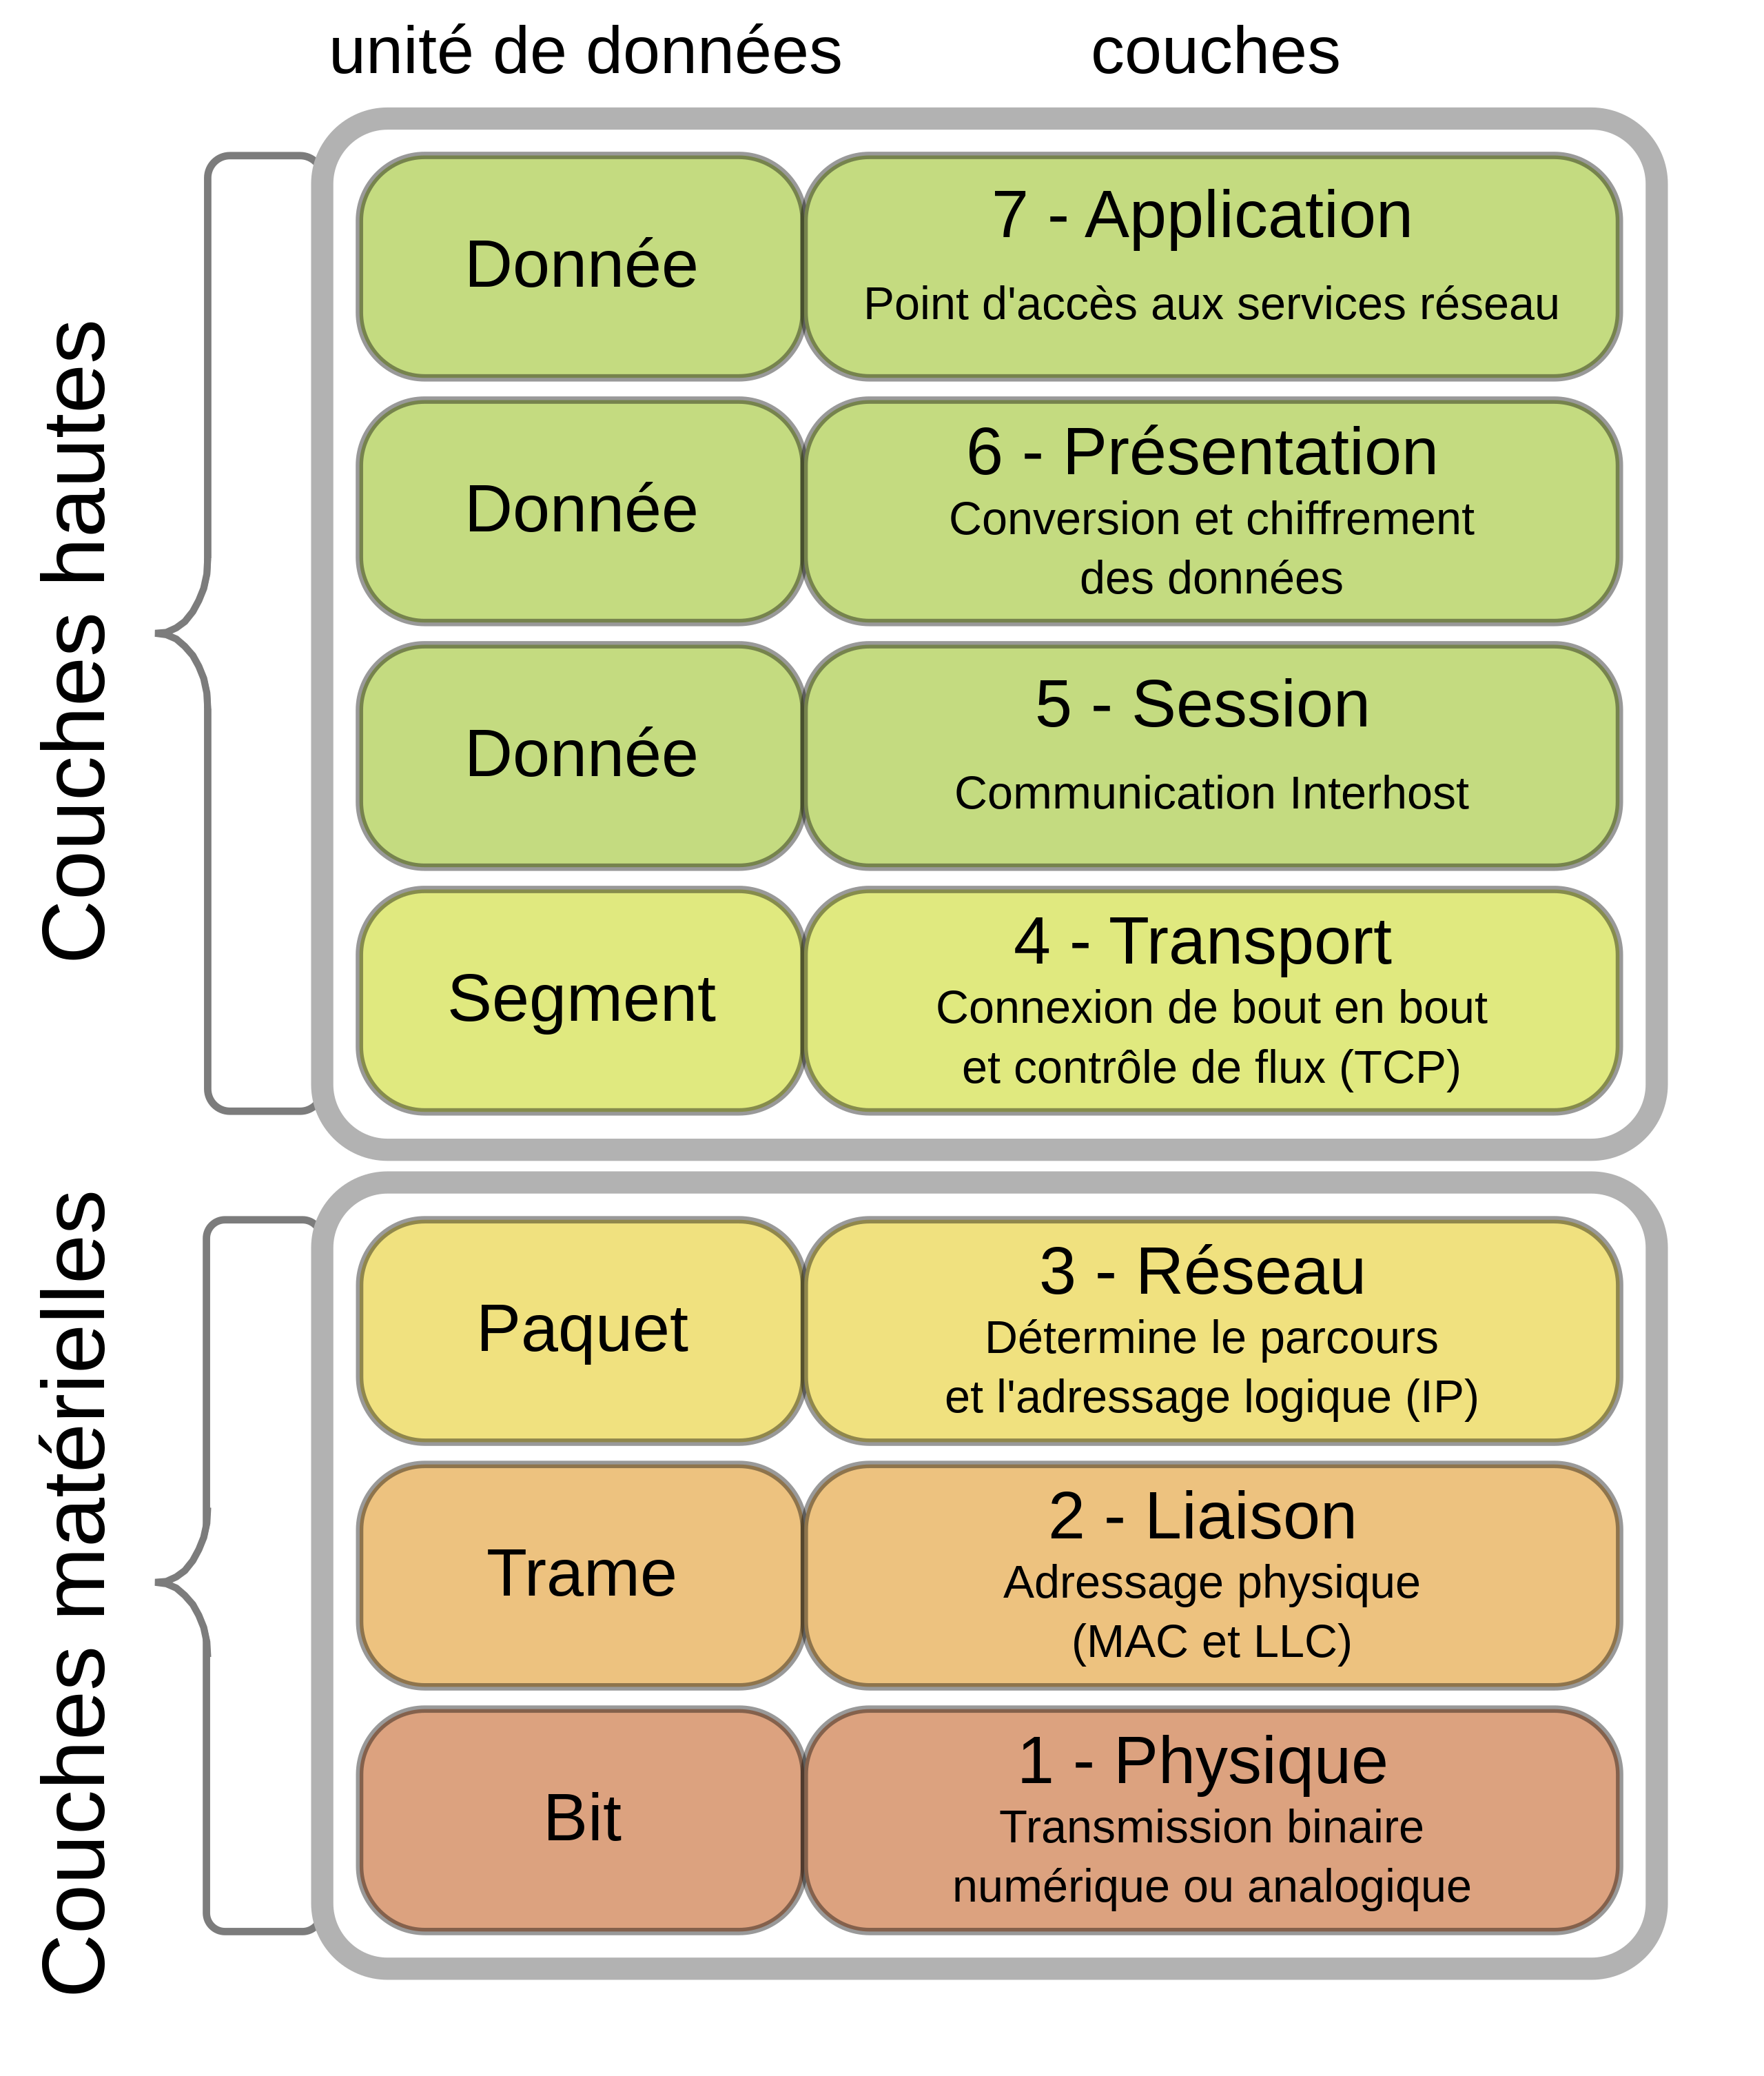 unité de données
couches
Couches hautes
Donnée
7 - Application
Point d'accès aux services réseau
Donnée
6 - Présentation
Conversion et chiffrement
des données
Donnée
5 - Session
Communication Interhost
Segment
4 - Transport
Connexion de bout en bout
et contrôle de flux (TCP)
Couches matérielles
Paquet
3 - Réseau
Détermine le parcours
et l'adressage logique (IP)
Trame
2 - Liaison
Adressage physique
(MAC et LLC)
Bit
1 - Physique
Transmission binaire
numérique ou analogique